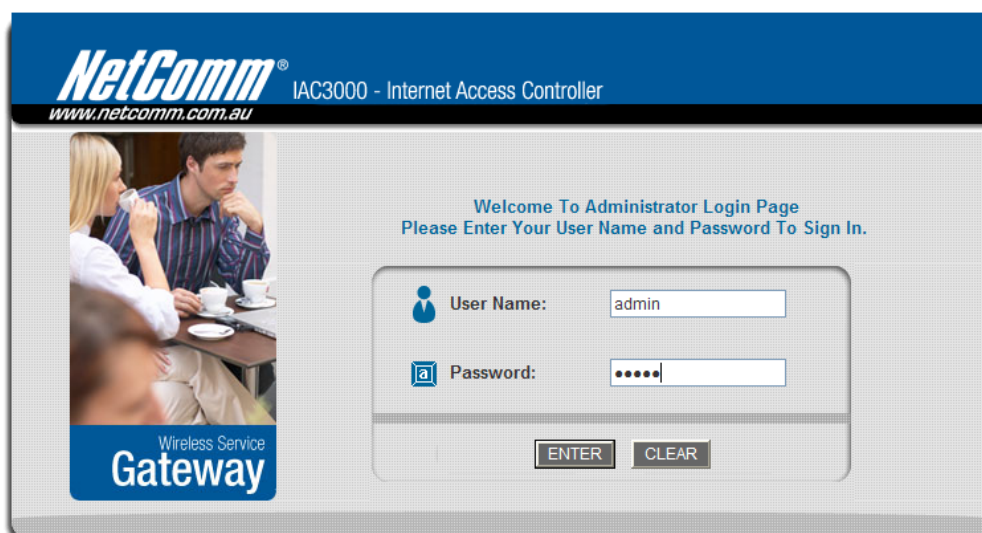 NetComm®
IAC3000 - Internet Access Controller
www.netcomm.com.au
Welcome To Administrator Login Page
Please Enter Your User Name and Password To Sign In.
User Name:
admin
a
Password:
•••••
ENTER
CLEAR
Wireless Service
Gateway